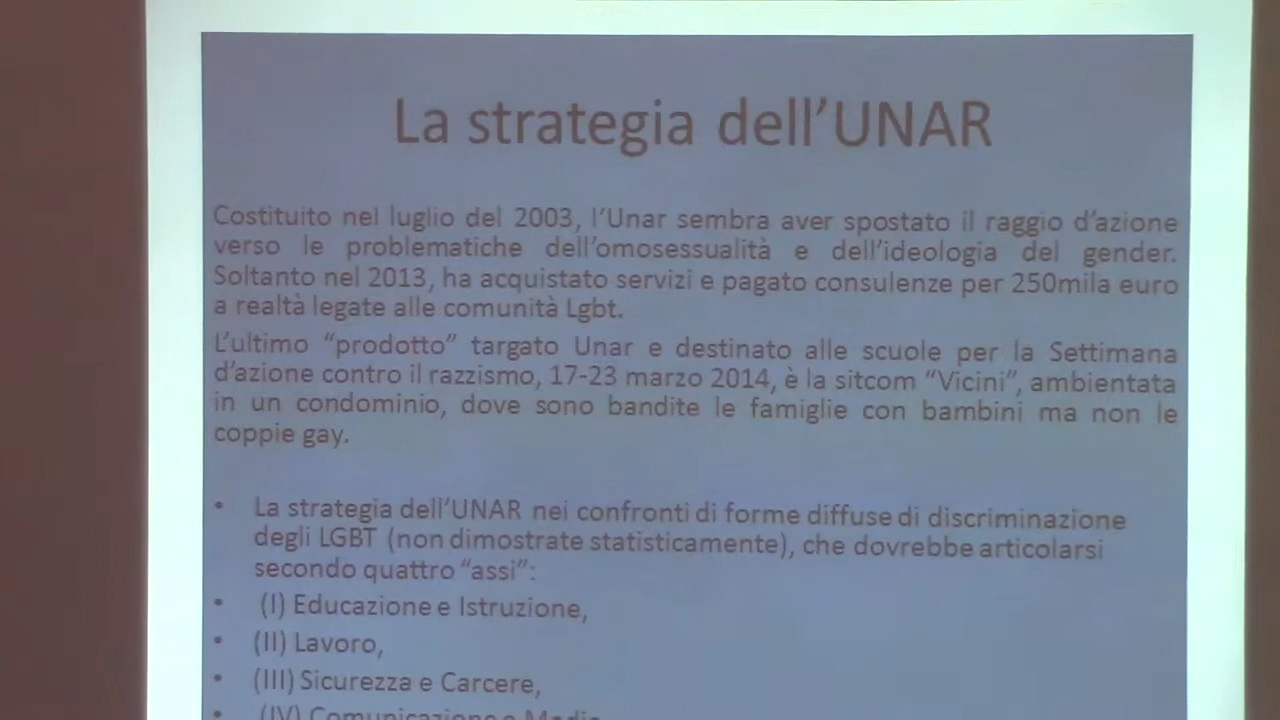 La strategia dell'UNAR
Costituito nel luglio del 2003, l'Unar sembra aver spostato il raggio d'azione
verso le problematiche dell'omosessualità e dell'ideologia del gender.
Soltanto nel 2013, ha acquistato servizi e pagato consulenze per 250mila euro
a realtà legate alle comunità Lgbt.
L'ultimo "prodotto" targato Unar e destinato alle scuole per la Settimana
d'azione contro il razzismo, 17-23 marzo 2014, è la sitcom "Vicini", ambientata
in un condominio, dove sono bandite le famiglie con bambini ma non le
coppie gay.
• La strategia dell'UNAR nei confronti di forme diffuse di discriminazione
degli LGBT (non dimostrate statisticamente), che dovrebbe articolarsi
secondo quattro "assi":
• (I) Educazione e Istruzione,
• (II) Lavoro,
• (III) Sicurezza e Carcere,
• (IV) Comunicazione e Media